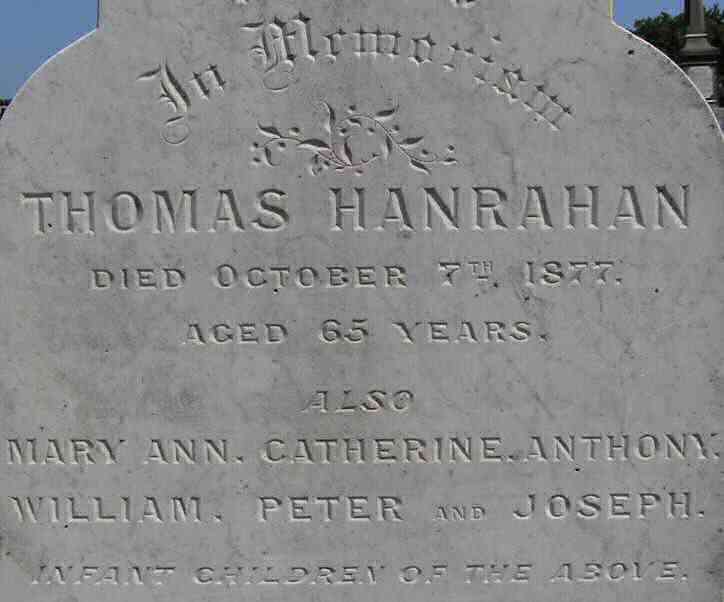 In Memoriam
THOMAS HANRAHAN
DIED OCTOBER 7TH 1877.
AGED 65 YEARS.
ALSO
MARY ANN. CATHERINE. ANTHONY.
WILLIAM. PETER AND JOSEPH.
INFANT CHILDREN OF THE ABOVE.